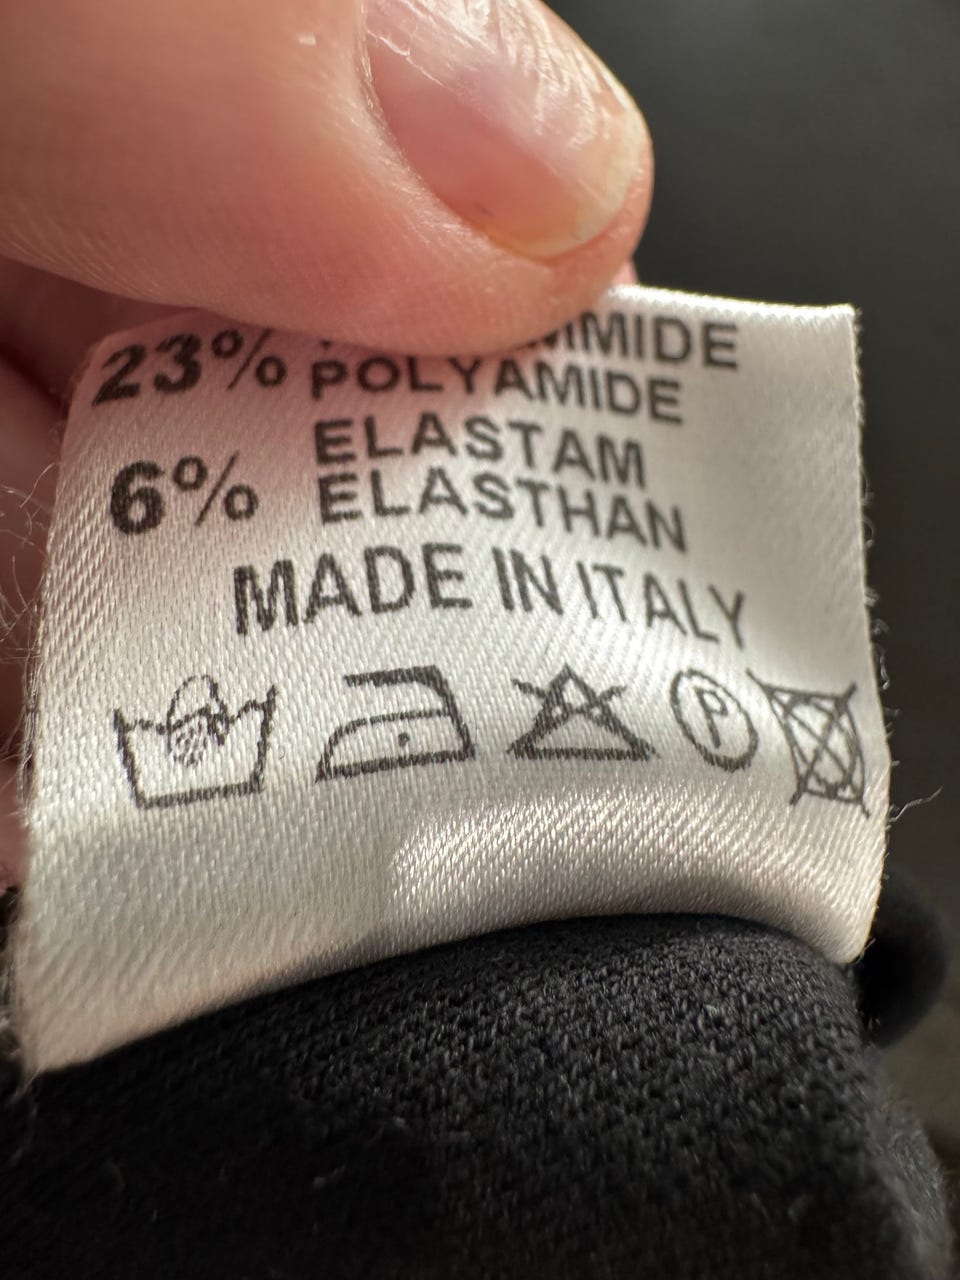 23%
POLYAMIDE
6% ELASTAM
ELASTHAN
MADE IN ITALY
P